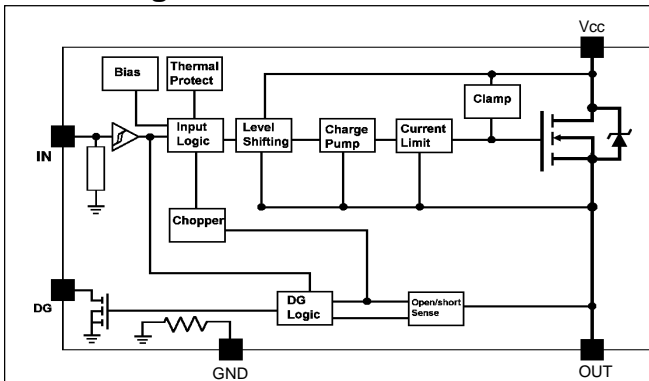 Vcc
Bias
Thermal
Protect
Clamp
IN
Input
Logic
Level
Shifting
Charge
Pump
Current
Limit
Chopper
DG
DG
Logic
Open/short
Sense
GND
OUT